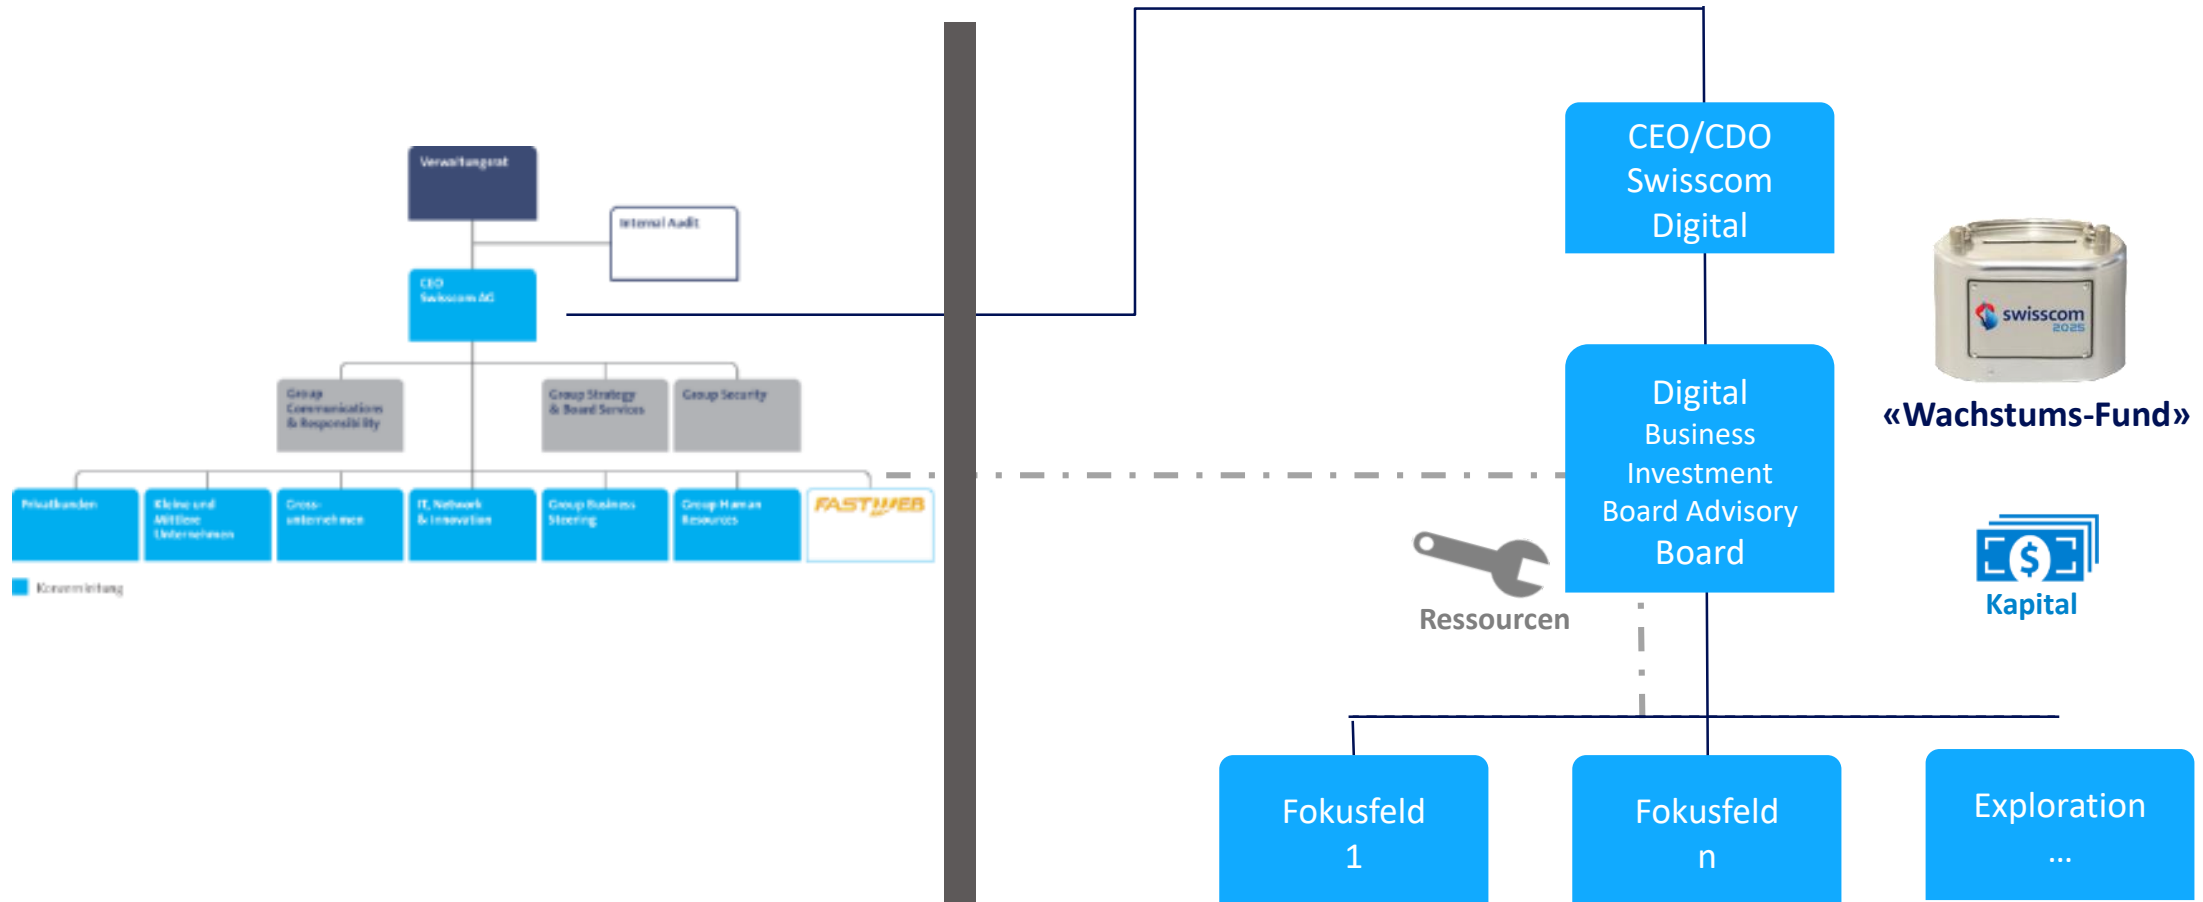 Verwaltungsrat
Internal Audit
CEO
Swisscom AG
Group
Communications
& Responsibility
Group Strategy
& Board Services
Group Security
Privatkunden
Kleine und
Mittlere
Unternehmen
Gross-
unternehmen
IT, Network
& Innovation
Group Business
Steering
Group Human
Resources
FASTWEB
Konzernleitung
CEO/CDO
Swisscom
Digital
Digital
Business
Investment
Board Advisory
Board
swisscom
2025
«Wachstums-Fund»
Ressourcen
$
Kapital
Fokusfeld
1
Fokusfeld
n
Exploration
...